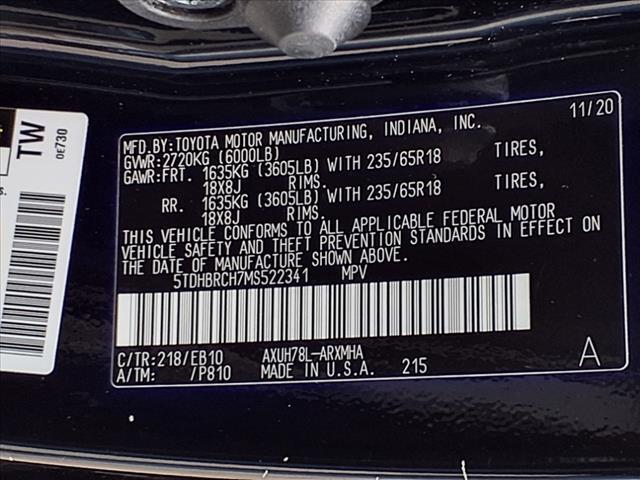 11/20
MFD.BY:TOYOTA MOTOR MANUFACTURING, INDIANA, INC.
GVWR:2720KG (6000LB)
GAWR:FRT. 1635KG (3605LB) WITH 235/65R18 TIRES,
18X8J RIMS.
RR. 1635KG (3605LB) WITH 235/65R18 TIRES,
18X8J RIMS.
THIS VEHICLE CONFORMS TO ALL APPLICABLE FEDERAL MOTOR
VEHICLE SAFETY AND THEFT PREVENTION STANDARDS IN EFFECT ON
THE DATE OF MANUFACTURE SHOWN ABOVE.
5TDHBRCH7MS522341 MPV
C/TR:218/EB10 AXUH78L-ARXMHA
A/TM: /P810 MADE IN U.S.A. 215
A
TW
0E730
s.